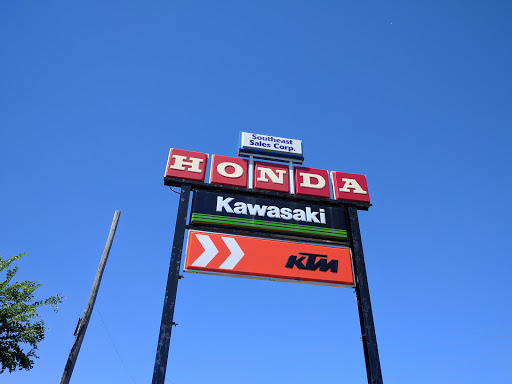 Southeast
Sales Corp.
HONDA
Kawasaki
KTM